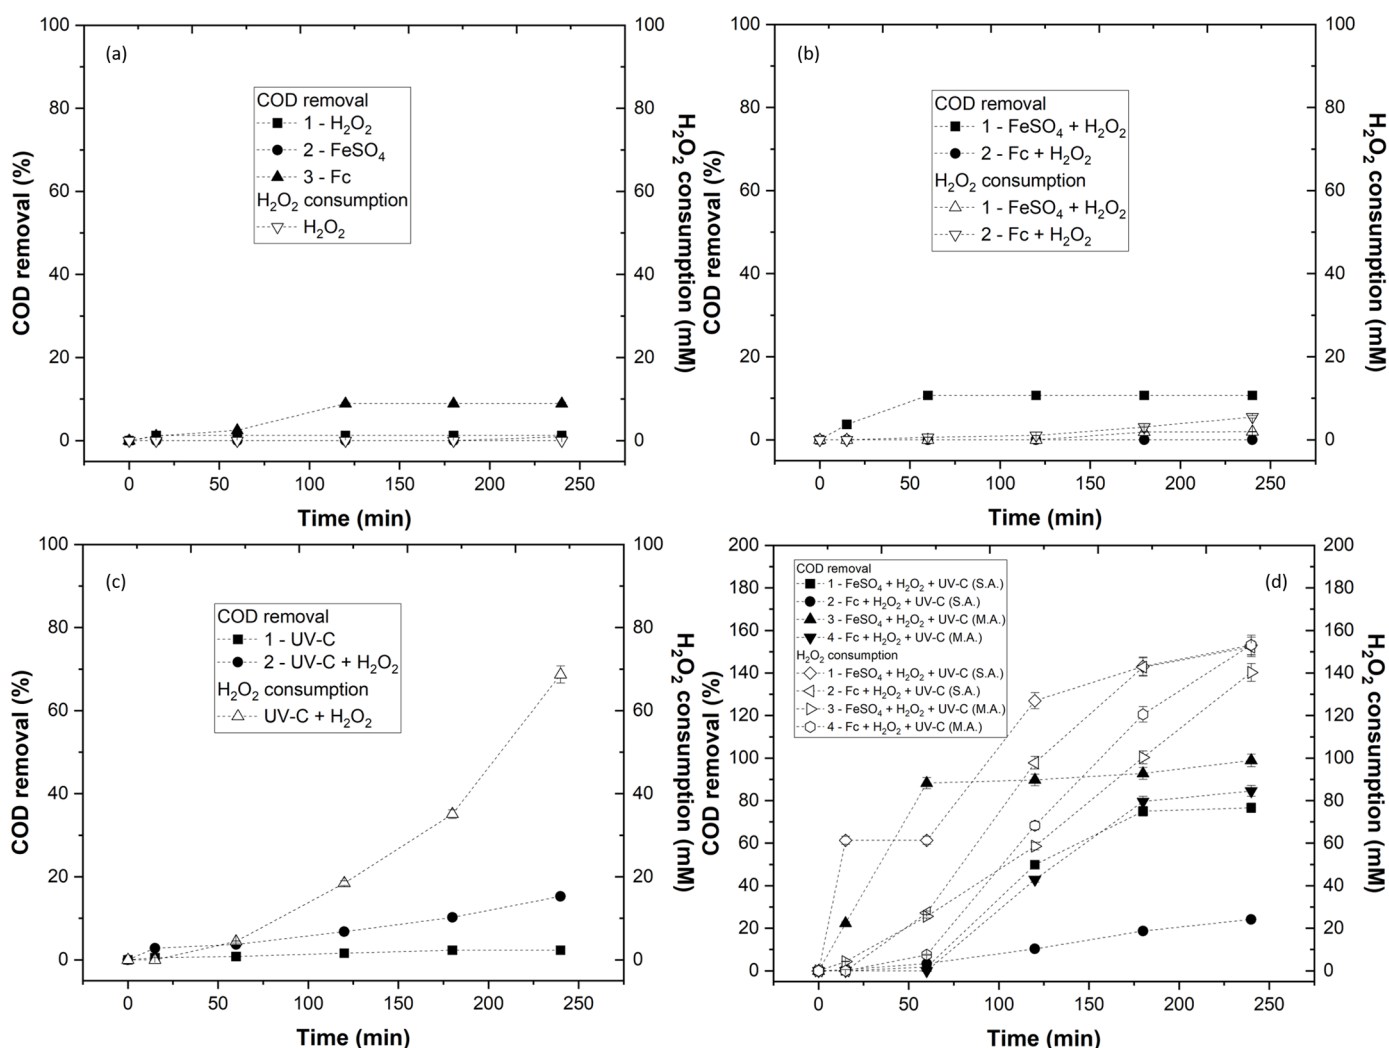 (a)
COD removal
1 - H₂O₂
2 - FeSO₄
3 - Fc
H₂O₂ consumption
H₂O₂
100
80
60
40
20
0
100
80
60
40
20
0
0 50 100 150 200 250
COD removal (%)
H₂O₂ consumption (mM)
Time (min)
(b)
COD removal
1 - FeSO₄ + H₂O₂
2 - Fc + H₂O₂
H₂O₂ consumption
1 - FeSO₄ + H₂O₂
2 - Fc + H₂O₂
100
80
60
40
20
0
100
80
60
40
20
0
0 50 100 150 200 250
COD removal (%)
H₂O₂ consumption (mM)
Time (min)
(c)
COD removal
1 - UV-C
2 - UV-C + H₂O₂
H₂O₂ consumption
UV-C + H₂O₂
100
80
60
40
20
0
100
80
60
40
20
0
0 50 100 150 200 250
COD removal (%)
H₂O₂ consumption (mM)
Time (min)
(d)
COD removal
1 - FeSO₄ + H₂O₂ + UV-C (S.A.)
2 - Fc + H₂O₂ + UV-C (S.A.)
3 - FeSO₄ + H₂O₂ + UV-C (M.A.)
4 - Fc + H₂O₂ + UV-C (M.A.)
H₂O₂ consumption
1 - FeSO₄ + H₂O₂ + UV-C (S.A.)
2 - Fc + H₂O₂ + UV-C (S.A.)
3 - FeSO₄ + H₂O₂ + UV-C (M.A.)
4 - Fc + H₂O₂ + UV-C (M.A.)
200
180
160
140
120
100
80
60
40
20
0
200
180
160
140
120
100
80
60
40
20
0
0 50 100 150 200 250
COD removal (%)
H₂O₂ consumption (mM)
Time (min)